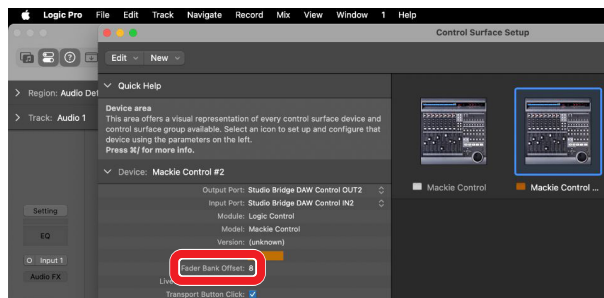 Logic Pro File Edit Track Navigate Record Mix View Window 1 Help
Control Surface Setup
Edit New
Quick Help
Region: Audio Def
Device area
This area offers a visual representation of every control surface device and
control surface group available. Select an icon to set up and configure that
device using the parameters on the left.
Press ⌘/ for more info.
Track: Audio 1
Device: Mackie Control #2
Output Port: Studio Bridge DAW Control OUT2
Input Port: Studio Bridge DAW Control IN2
Module: Logic Control
Model: Mackie Control
Version: (unknown)
Fader Bank Offset: 8
Live
Transport Button Click:
Mackie Control
Mackie Control ...
Setting
EQ
Input 1
Audio FX